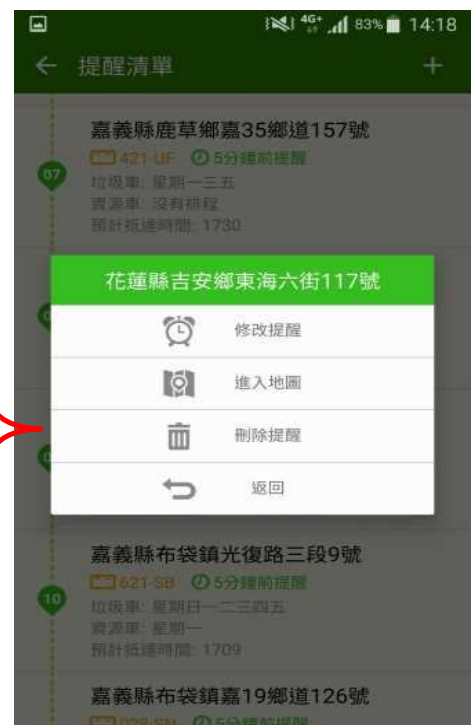 4G+ 83% 14:18
提醒清單
嘉義縣鹿草鄉嘉35鄉道157號
421-UF 5分鐘前提醒
07
垃圾車: 星期一三五
資源車: 沒有排程
預計抵達時間: 1730
花蓮縣吉安鄉東海六街117號
修改提醒
進入地圖
刪除提醒
返回
嘉義縣布袋鎮光復路三段9號
621-SB 5分鐘前提醒
10
垃圾車: 星期日一二三四五
資源車: 星期一
預計抵達時間: 1709
嘉義縣布袋鎮嘉19鄉道126號
5分鐘前提醒